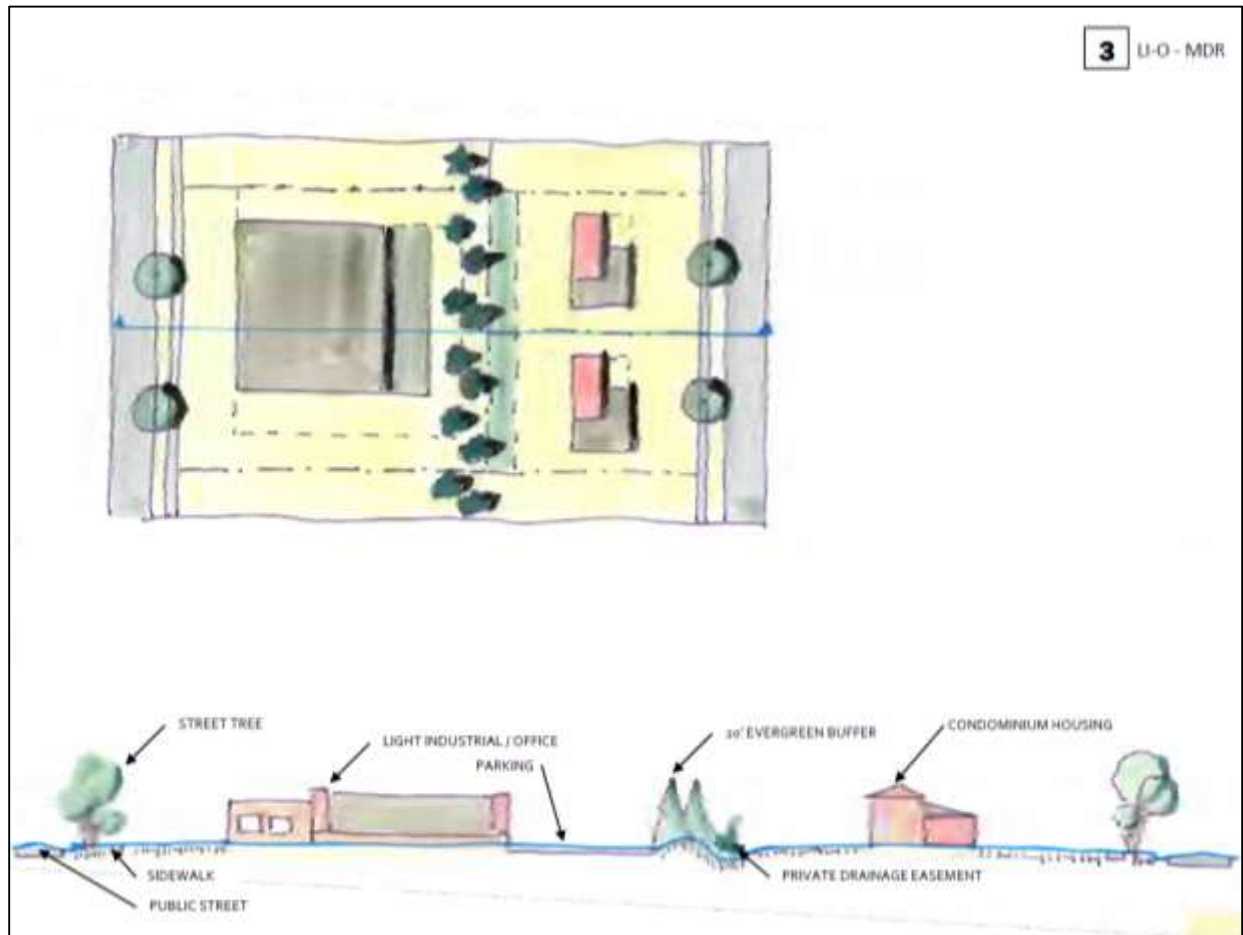 3 LI-O - MDR
STREET TREE
LIGHT INDUSTRIAL / OFFICE
PARKING
20' EVERGREEN BUFFER
CONDOMINIUM HOUSING
SIDEWALK
PUBLIC STREET
PRIVATE DRAINAGE EASEMENT